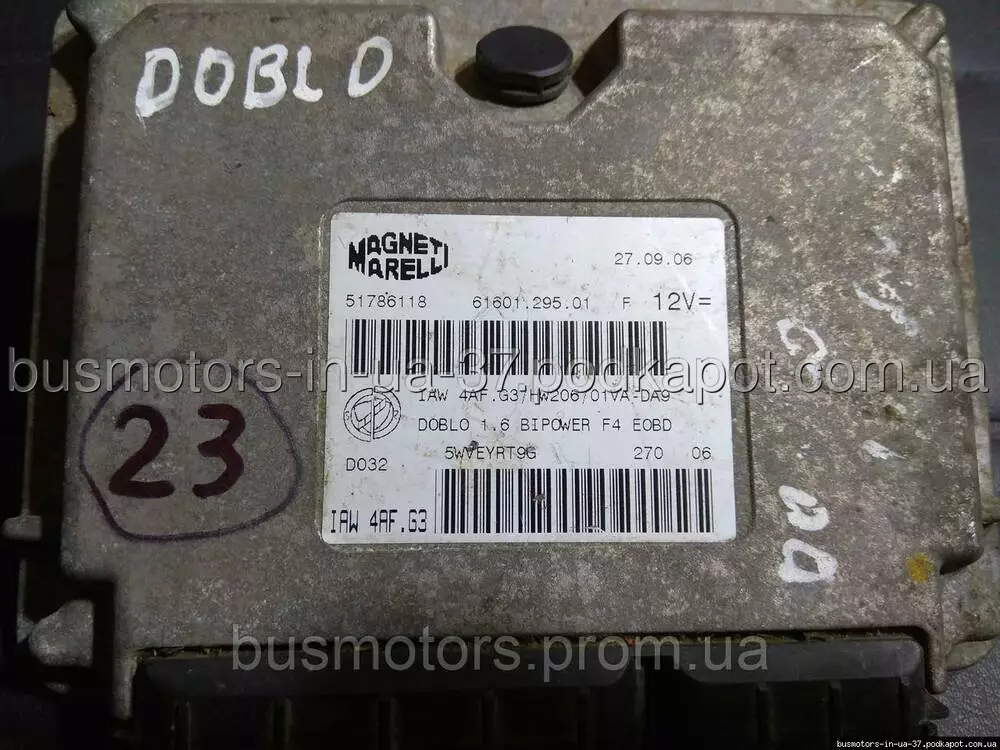 DOBLO
MAGNETI MARELLI
27.09.06
51786118 61601.295.01 F 12V=
busmotors-in-ua-37.podkapot.com.ua
IAW 4AF.G37HW206/01VA-DA9
DOBLO 1.6 BIPOWER F4 EOBD
5WVEYRT9G 270 06
D032
IAW 4AF.G3
23
busmotors.prom.ua
busmotors-in-ua-37.podkapot.com.ua